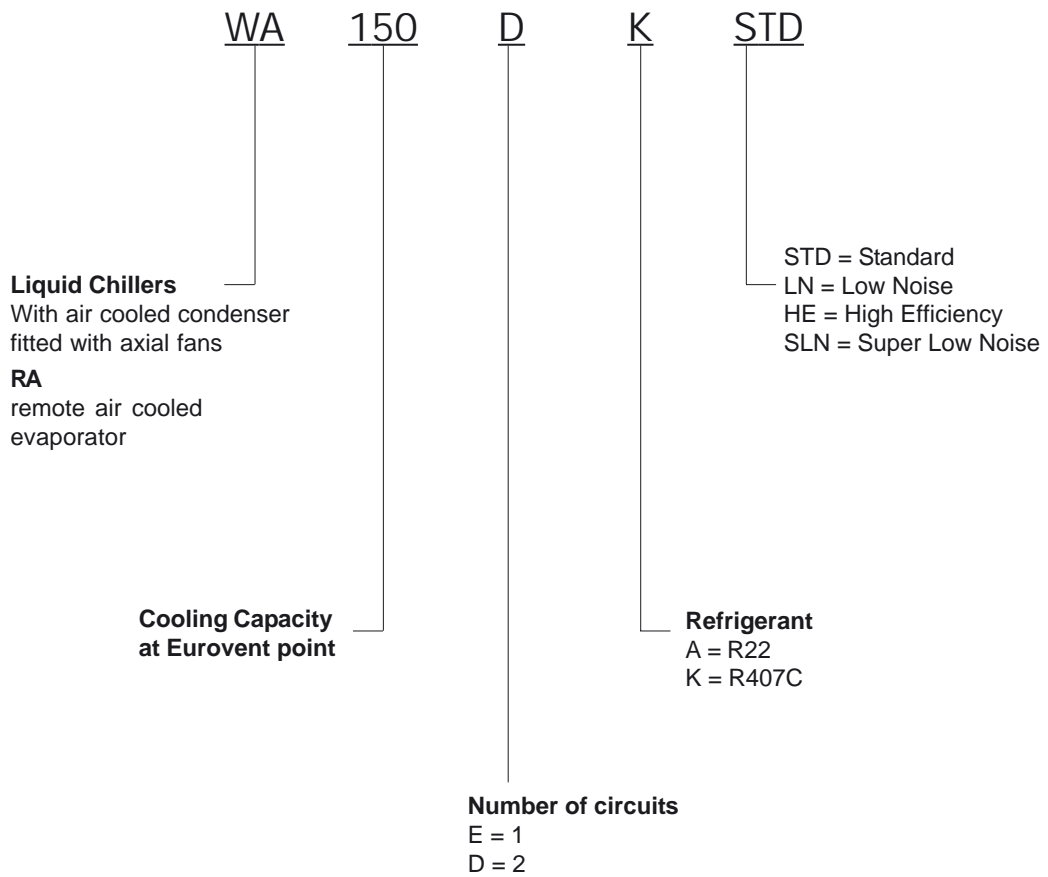 WA 150 D K STD
Liquid Chillers
With air cooled condenser
fitted with axial fans
RA
remote air cooled
evaporator
STD = Standard
LN = Low Noise
HE = High Efficiency
SLN = Super Low Noise
Cooling Capacity
at Eurovent point
Refrigerant
A = R22
K = R407C
Number of circuits
E = 1
D = 2